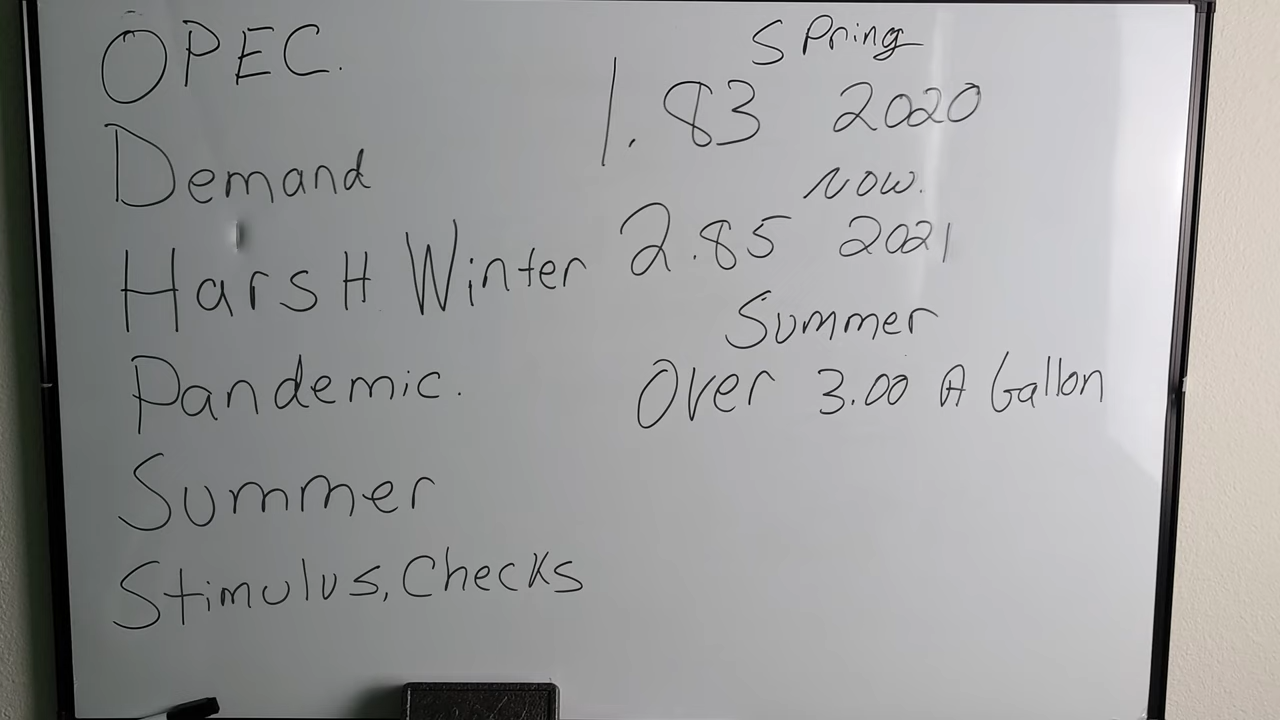 OPEC.
Demand
HarsH Winter
Pandemic.
Summer
Stimulus, Checks
Spring
1.83 2020
now.
2.85 2021
Summer
Over 3.00 A Gallon